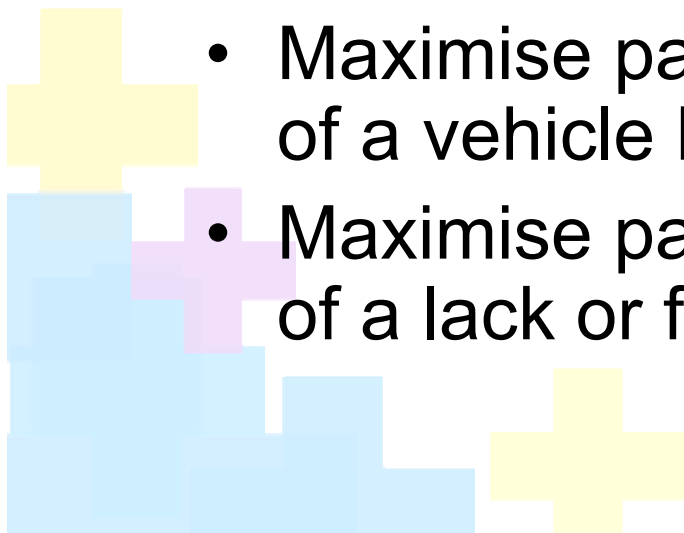 • Maximise pa
of a vehicle
• Maximise pa
of a lack or f